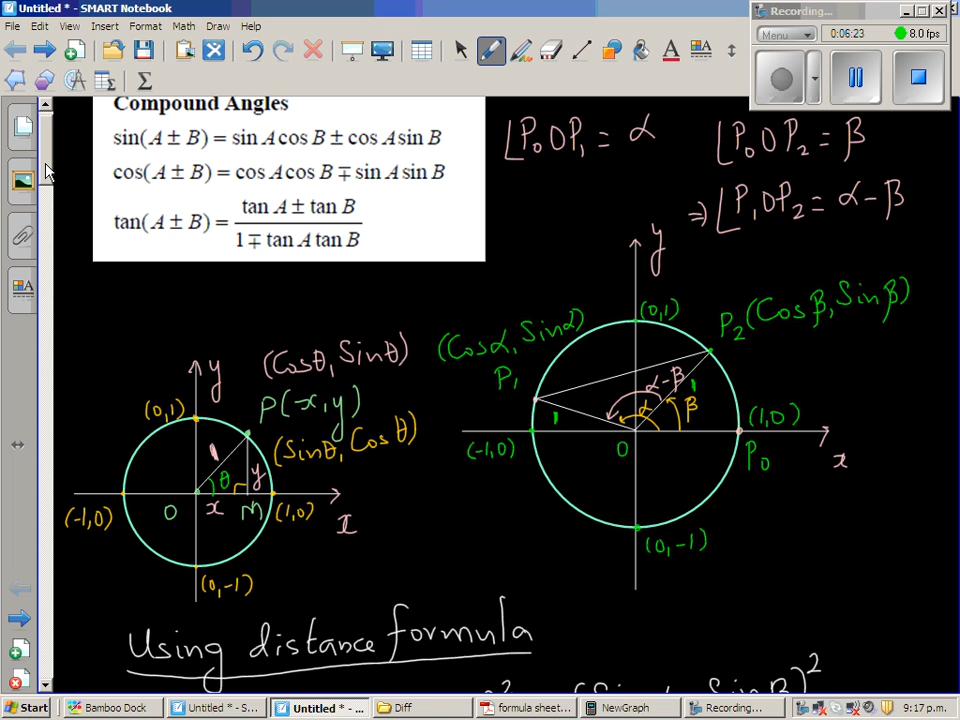 Untitled * - SMART Notebook
File Edit View Insert Format Math Draw Help
Recording...
Menu
0:06:23
8.0 fps
Compound Angles
sin(A ± B) = sin A cos B ± cos A sin B
cos(A ± B) = cos A cos B ∓ sin A sin B
tan(A ± B) = (tan A ± tan B) / (1 ∓ tan A tan B)
∠P₀OP₁ = α
∠P₀OP₂ = β
⇒ ∠P₁OP₂ = α - β
y
(0,1)
P₂(Cosβ, Sinβ)
(Cosα, Sinα)
P₁
α-β
1
1
α
β
(1,0)
(-1,0)
O
P₀
x
(0,-1)
y
(Cosθ, Sinθ)
(0,1)
P(x,y)
(Sinθ, Cosθ)
1
θ
y
(-1,0)
O
x
M
(1,0)
x
(0,-1)
Using distance formula
Start
Bamboo Dock
Untitled * - S...
Untitled * - ...
Diff
formula sheet...
NewGraph
Recording...
9:17 p.m.